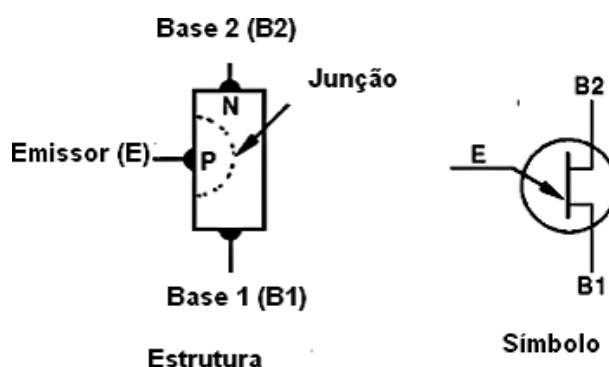 Base 2 (B2)
Junção
N
Emissor (E)
P
Base 1 (B1)
Estrutura
B2
E
B1
Símbolo